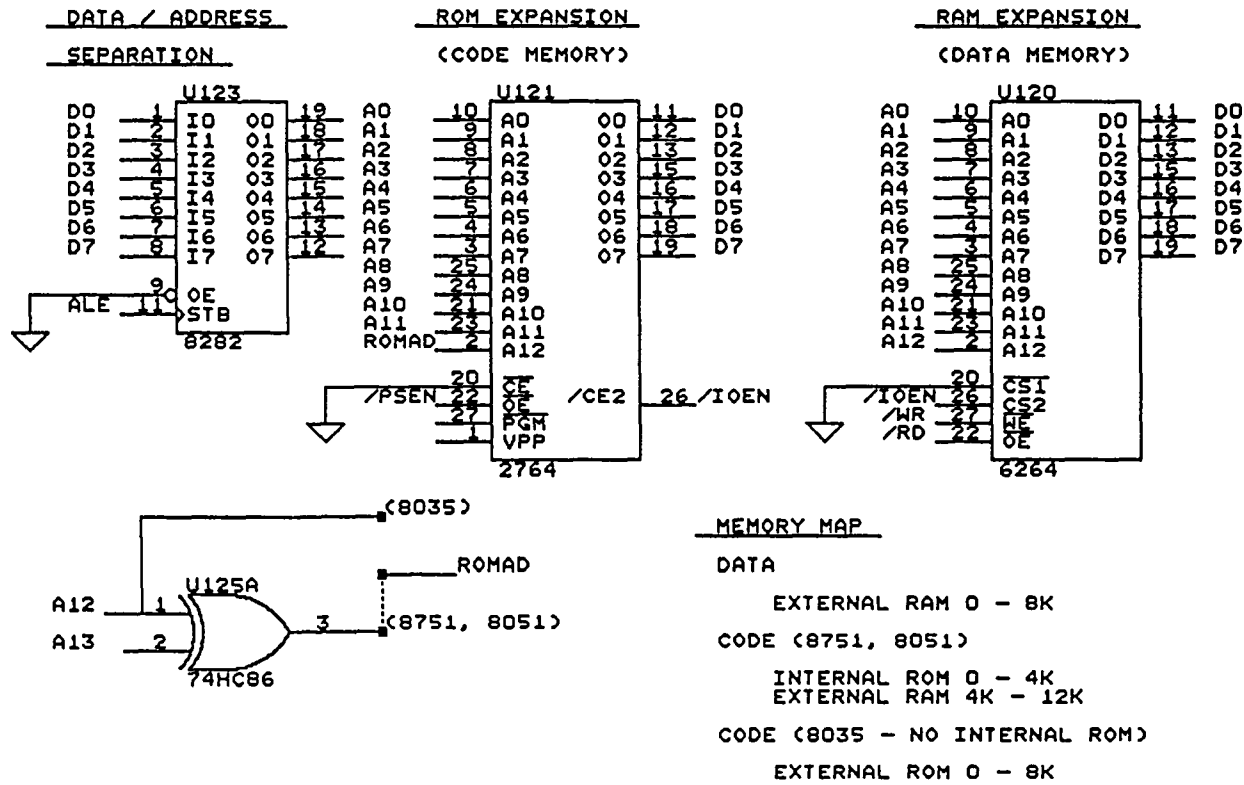 DATA / ADDRESS
SEPARATION
U123
D0 1 I0 O0 19 A0
D1 2 I1 O1 18 A1
D2 3 I2 O2 17 A2
D3 4 I3 O3 16 A3
D4 5 I4 O4 15 A4
D5 6 I5 O5 14 A5
D6 7 I6 O6 13 A6
D7 8 I7 O7 12 A7
9 OE
ALE 11 STB
8282
ROM EXPANSION
(CODE MEMORY)
U121
A0 10 A0 O0 11 D0
A1 9 A1 O1 12 D1
A2 8 A2 O2 13 D2
A3 7 A3 O3 15 D3
A4 6 A4 O4 16 D4
A5 5 A5 O5 17 D5
A6 4 A6 O6 18 D6
A7 3 A7 O7 19 D7
A8 25 A8
A9 24 A9
A10 21 A10
A11 23 A11
ROMAD 2 A12
20 CE
/PSEN 22 OE /CE2 26 /IOEN
27 PGM
1 VPP
2764
RAM EXPANSION
(DATA MEMORY)
U120
A0 10 A0 D0 11 D0
A1 9 A1 D1 12 D1
A2 8 A2 D2 13 D2
A3 7 A3 D3 15 D3
A4 6 A4 D4 16 D4
A5 5 A5 D5 17 D5
A6 4 A6 D6 18 D6
A7 3 A7 D7 19 D7
A8 25 A8
A9 24 A9
A10 21 A10
A11 23 A11
A12 2 A12
20 CS1
/IOEN 26 CS2
/WR 27 WE
/RD 22 OE
6264
(8035)
ROMAD
U125A
A12 1
3 (8751, 8051)
A13 2
74HC86
MEMORY MAP
DATA
EXTERNAL RAM 0 - 8K
CODE (8751, 8051)
INTERNAL ROM 0 - 4K
EXTERNAL RAM 4K - 12K
CODE (8035 - NO INTERNAL ROM)
EXTERNAL ROM 0 - 8K